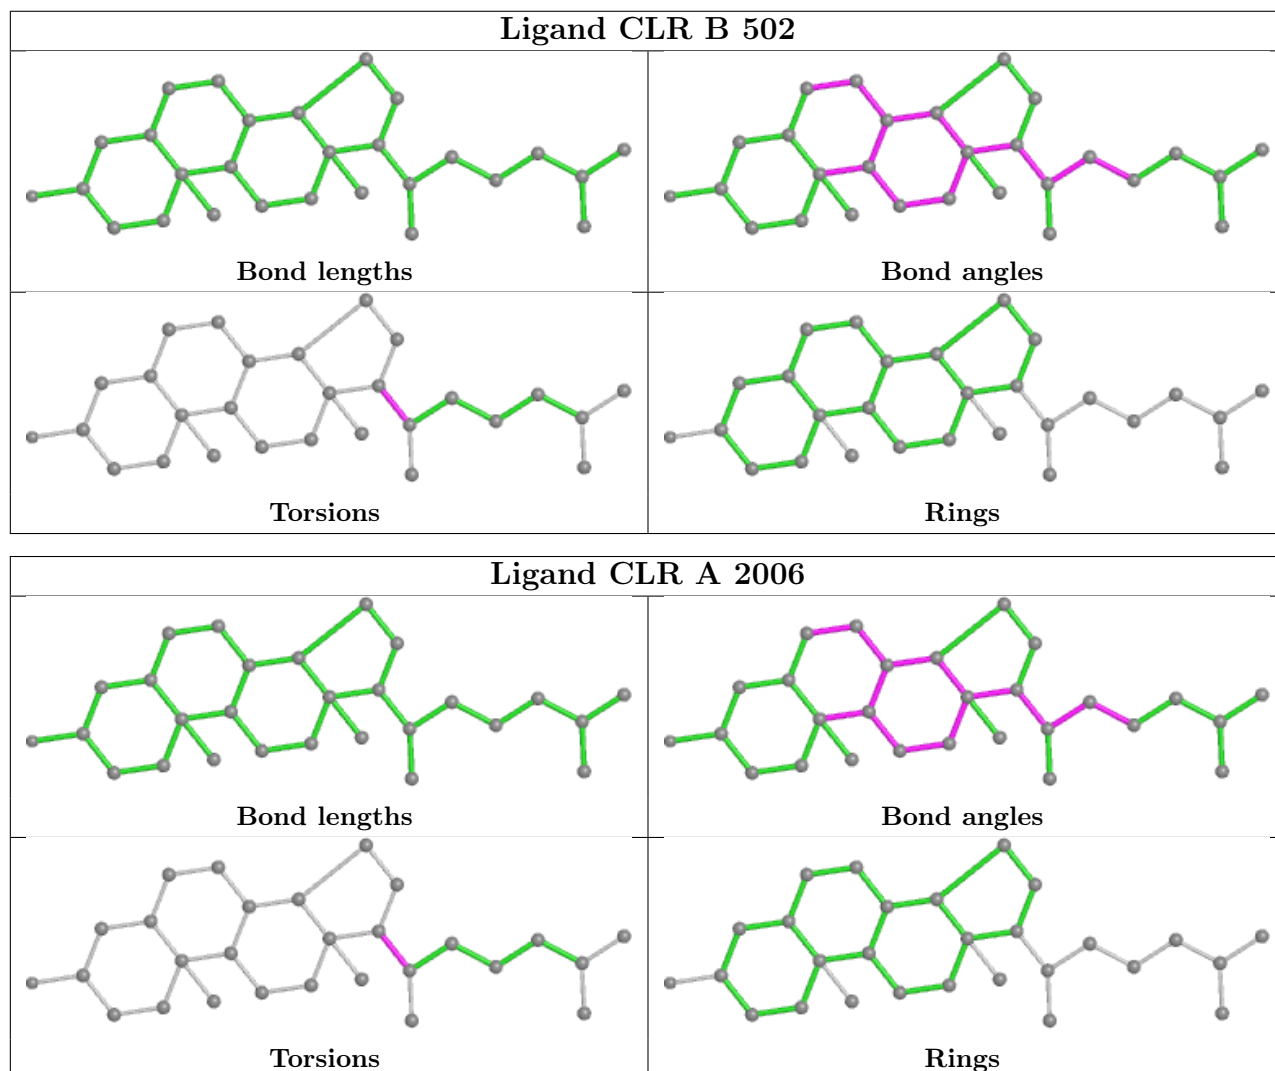 Ligand CLR B 502
Bond lengths
Bond angles
Torsions
Rings
Ligand CLR A 2006
Bond lengths
Bond angles
Torsions
Rings